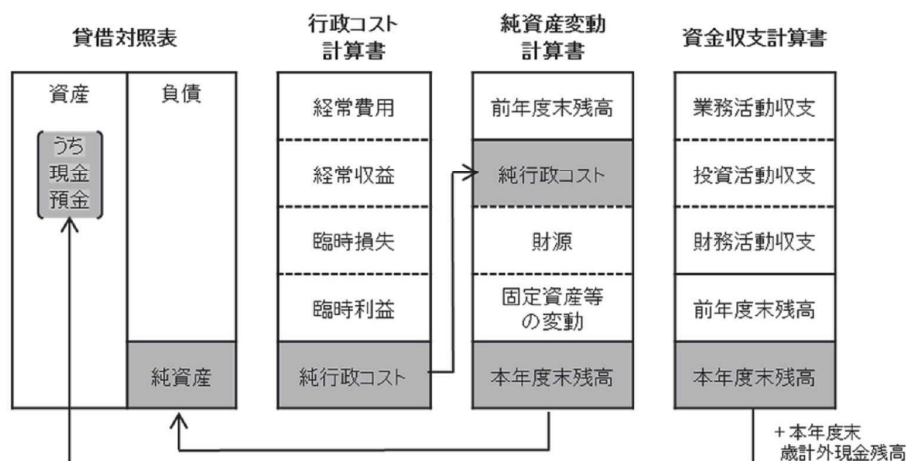 貸借対照表
資産
うち
現金
預金
負債
純資産
行政コスト
計算書
経常費用
経常収益
臨時損失
臨時利益
純行政コスト
純資産変動
計算書
前年度末残高
純行政コスト
財源
固定資産等
の変動
本年度末残高
資金収支計算書
業務活動収支
投資活動収支
財務活動収支
前年度末残高
本年度末残高
+本年度末
歳計外現金残高